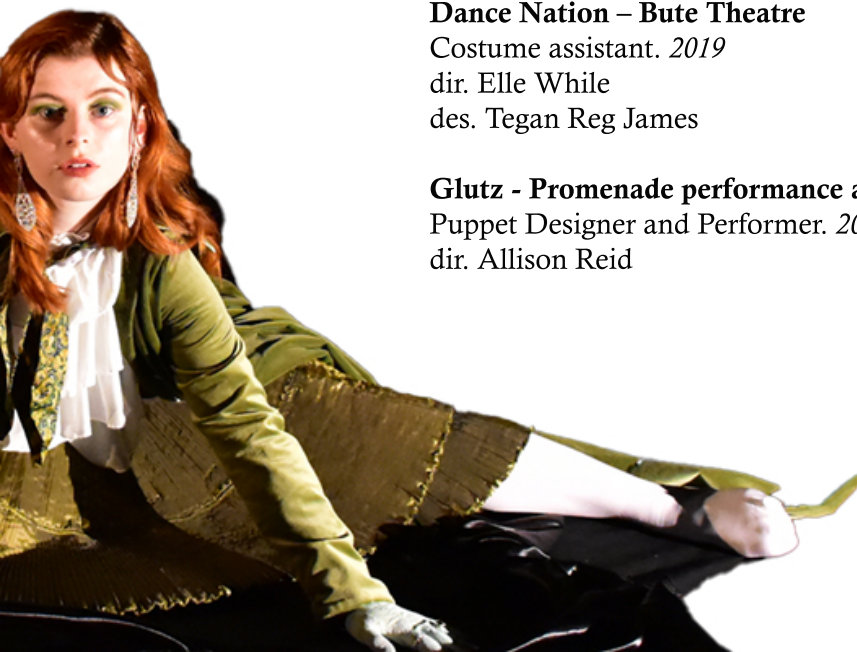 Dance Nation – Bute Theatre
Costume assistant. 2019
dir. Elle While
des. Tegan Reg James
Glutz - Promenade performance
Puppet Designer and Performer.
dir. Allison Reid